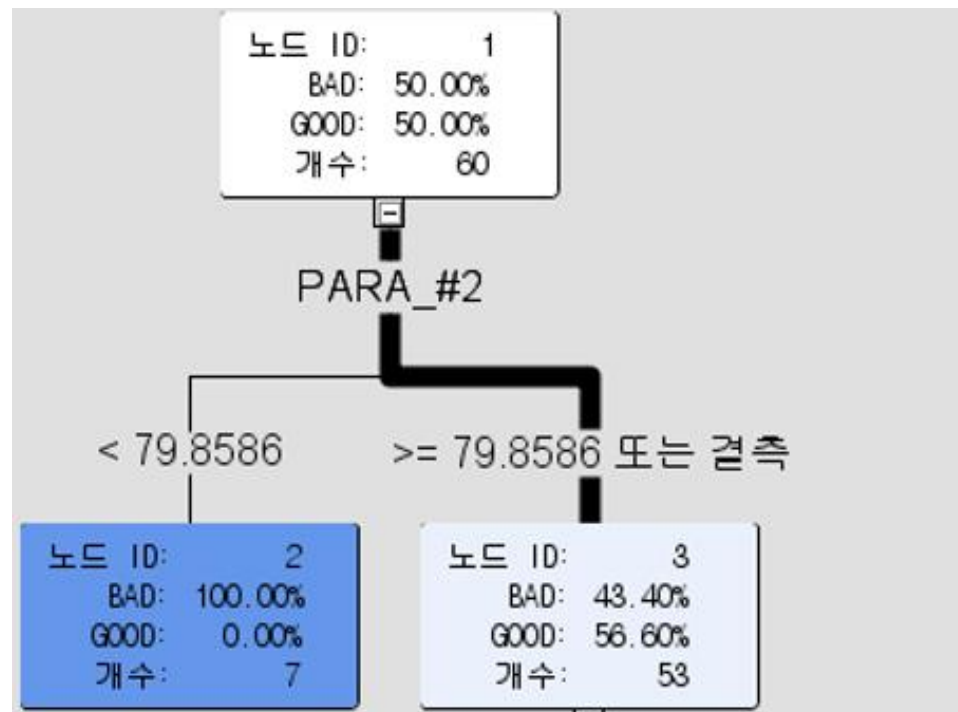 노드 ID: 1
BAD: 50.00%
GOOD: 50.00%
개수: 60
PARA_#2
< 79.8586
>= 79.8586 또는 결측
노드 ID: 2
BAD: 100.00%
GOOD: 0.00%
개수: 7
노드 ID: 3
BAD: 43.40%
GOOD: 56.60%
개수: 53